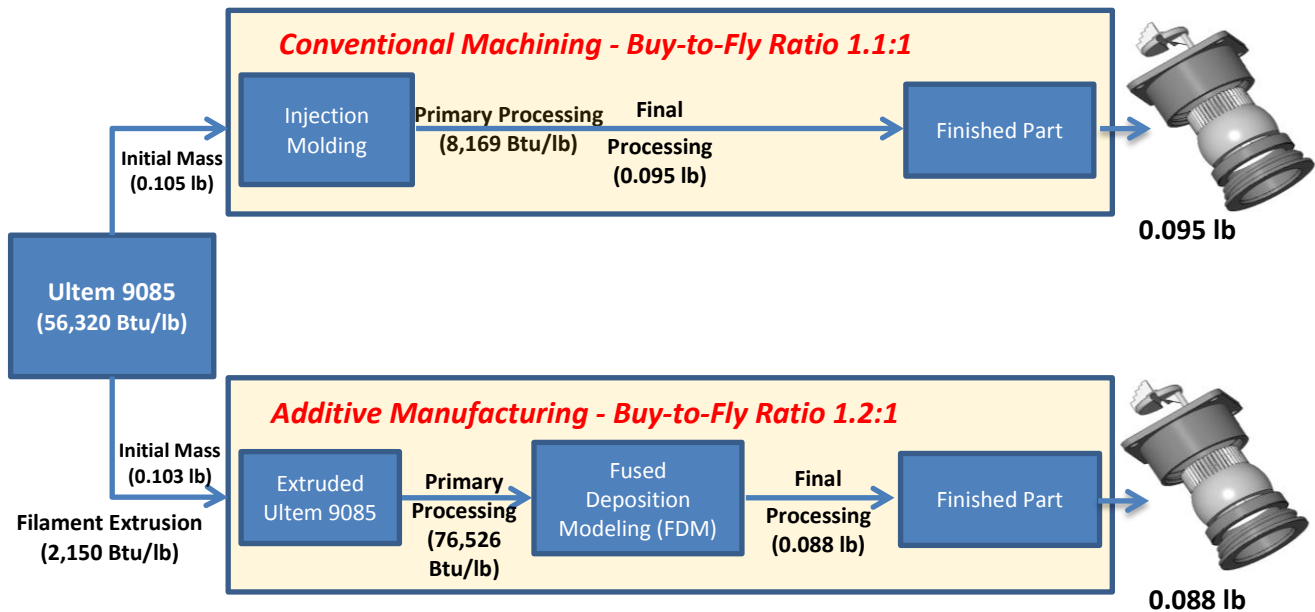 Conventional Machining - Buy-to-Fly Ratio 1.1:1
Injection
Molding
Primary Processing
(8,169 Btu/lb)
Final
Processing
(0.095 lb)
Finished Part
Initial Mass
(0.105 lb)
0.095 lb
Ultem 9085
(56,320 Btu/lb)
Additive Manufacturing - Buy-to-Fly Ratio 1.2:1
Initial Mass
(0.103 lb)
Filament Extrusion
(2,150 Btu/lb)
Extruded
Ultem 9085
Primary
Processing
(76,526
Btu/lb)
Fused
Deposition
Modeling (FDM)
Final
Processing
(0.088 lb)
Finished Part
0.088 lb